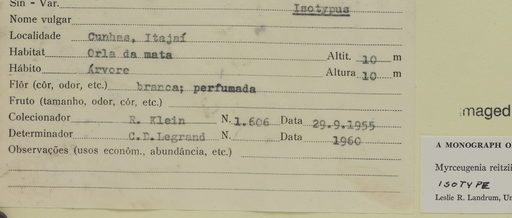 Sin - Var. Isotypus
Nome vulgar
Localidade Cunhas, Itajaí
Habitat Orla da mata Altit. 10 m
Hábito Árvore Altura 10 m
Flôr (côr, odor, etc.) branca; perfumada
Fruto (tamanho, odor, côr, etc.)
Colecionador R. Klein N. 1.606 Data 29.9.1955
Determinador C.D.Legrand N. Data 1960
Observações (usos econôm., abundância, etc.)
maged
A MONOGRAPH O
Myrceugenia reitzii
ISOTYPE
Leslie R. Landrum, Un